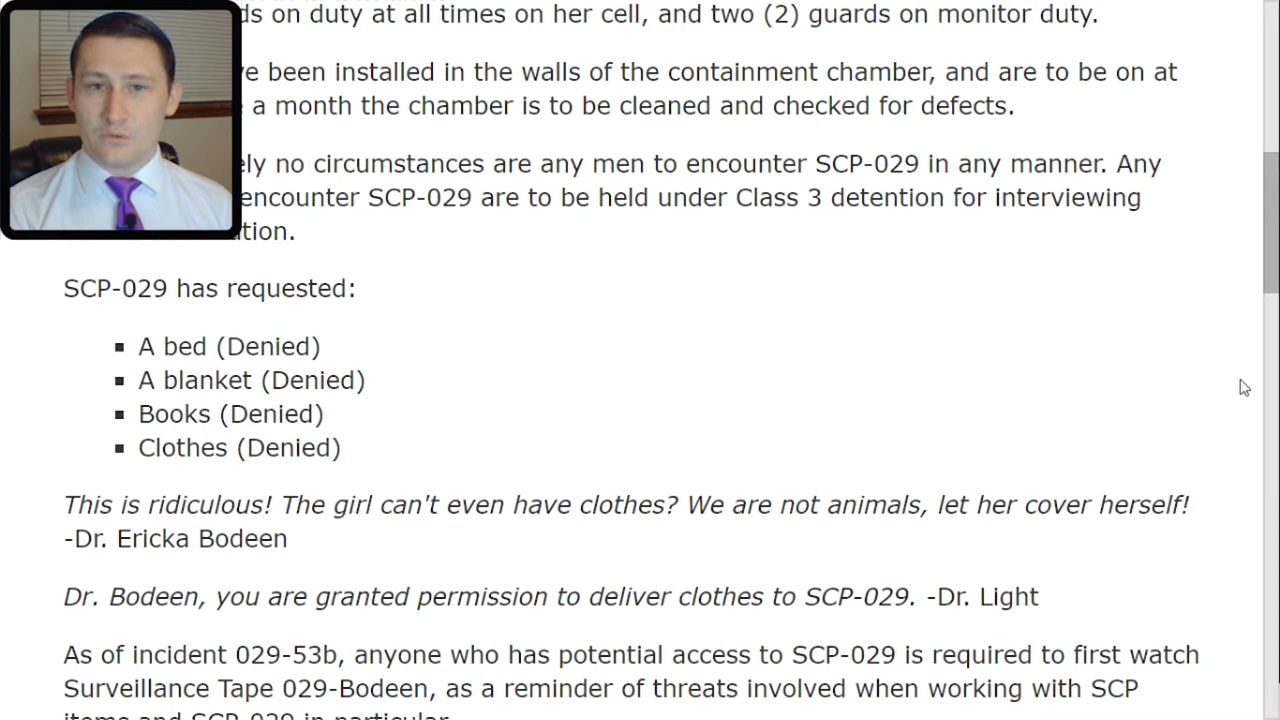 ds on duty at all times on her cell, and two (2) guards on monitor duty.
ve been installed in the walls of the containment chamber, and are to be on at
a month the chamber is to be cleaned and checked for defects.
ely no circumstances are any men to encounter SCP-029 in any manner. Any
encounter SCP-029 are to be held under Class 3 detention for interviewing
ation.
SCP-029 has requested:
▪ A bed (Denied)
▪ A blanket (Denied)
▪ Books (Denied)
▪ Clothes (Denied)
This is ridiculous! The girl can't even have clothes? We are not animals, let her cover herself!
-Dr. Ericka Bodeen
Dr. Bodeen, you are granted permission to deliver clothes to SCP-029. -Dr. Light
As of incident 029-53b, anyone who has potential access to SCP-029 is required to first watch
Surveillance Tape 029-Bodeen, as a reminder of threats involved when working with SCP
items and SCP-029 in particular.